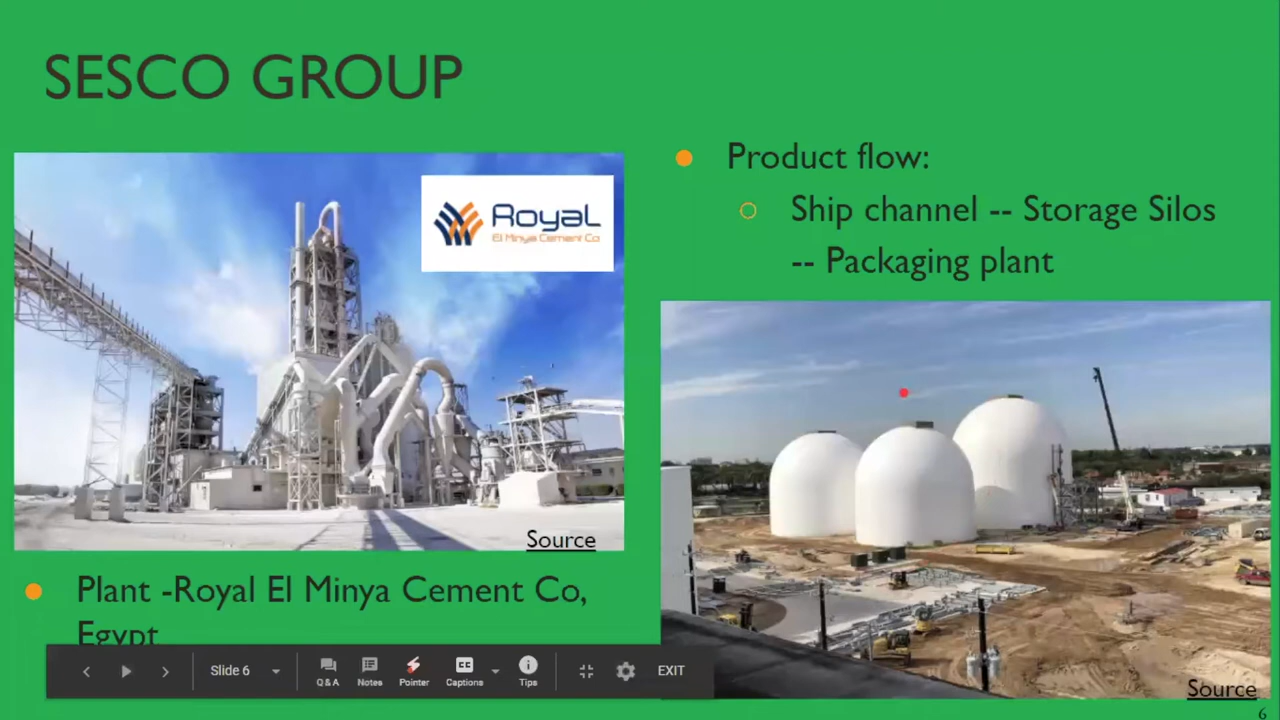 SESCO GROUP
Royal
El Minya Cement Co
Source
Plant -Royal El Minya Cement Co,
Egypt
Product flow:
Ship channel -- Storage Silos
-- Packaging plant
Source
6
Slide 6
Q & A
Notes
Pointer
Captions
Tips
EXIT